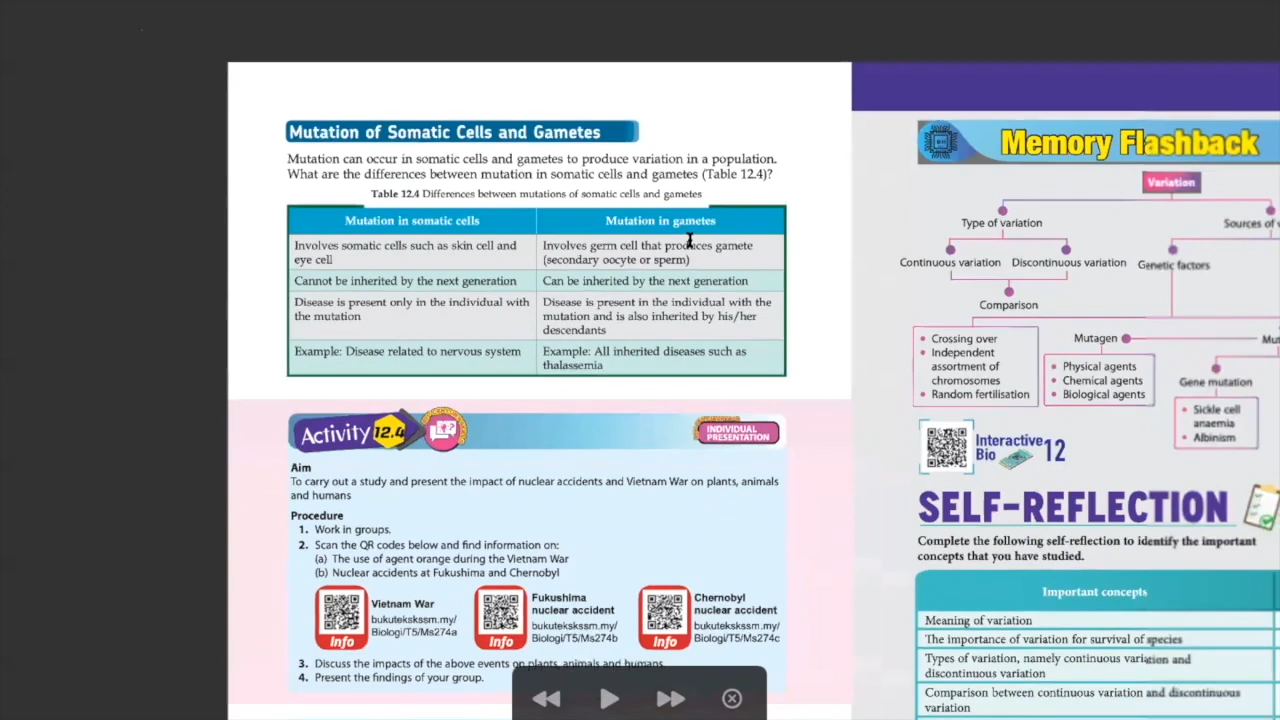 Mutation of Somatic Cells and Gametes
Mutation can occur in somatic cells and gametes to produce variation in a population.
What are the differences between mutation in somatic cells and gametes (Table 12.4)?
Table 12.4 Differences between mutations of somatic cells and gametes
Mutation in somatic cells
Mutation in gametes
Involves somatic cells such as skin cell and
eye cell
Involves germ cell that produces gamete
(secondary oocyte or sperm)
Cannot be inherited by the next generation
Can be inherited by the next generation
Disease is present only in the individual with
the mutation
Disease is present in the individual with the
mutation and is also inherited by his/her
descendants
Example: Disease related to nervous system
Example: All inherited diseases such as
thalassemia
Activity 12.4
INDIVIDUAL
PRESENTATION
Aim
To carry out a study and present the impact of nuclear accidents and Vietnam War on plants, animals
and humans
Procedure
1. Work in groups.
2. Scan the QR codes below and find information on:
(a) The use of agent orange during the Vietnam War
(b) Nuclear accidents at Fukushima and Chernobyl
Info
Vietnam War
bukutekskssm.my/
Biologi/T5/Ms274a
Info
Fukushima
nuclear accident
bukutekskssm.my/
Biologi/T5/Ms274b
Info
Chernobyl
nuclear accident
bukutekskssm.my/
Biologi/T5/Ms274c
3. Discuss the impacts of the above events on plants, animals and humans.
4. Present the findings of your group.
Memory Flashback
Variation
Type of variation
Sources of
Continuous variation
Discontinuous variation
Genetic factors
Comparison
• Crossing over
• Independent
assortment of
chromosomes
• Random fertilisation
Mutagen
• Physical agents
• Chemical agents
• Biological agents
Gene mutation
• Sickle cell
anaemia
• Albinism
Interactive
Bio 12
SELF-REFLECTION
Complete the following self-reflection to identify the important
concepts that you have studied.
Important concepts
Meaning of variation
The importance of variation for survival of species
Types of variation, namely continuous variation and
discontinuous variation
Comparison between continuous variation and discontinuous
variation